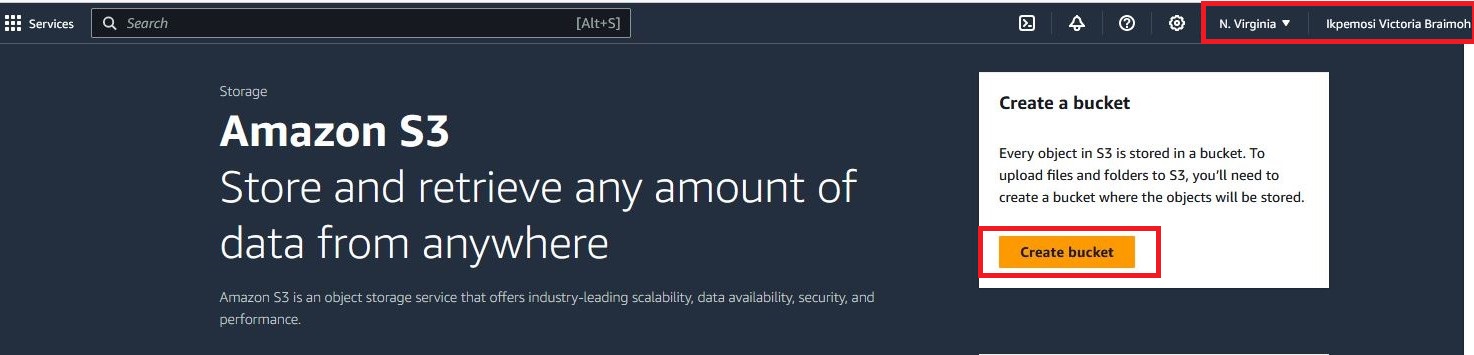 Services
Search
[Alt+S]
N. Virginia
Ikpemosi Victoria Braimoh
Storage
Amazon S3
Store and retrieve any amount of
data from anywhere
Amazon S3 is an object storage service that offers industry-leading scalability, data availability, security, and
performance.
Create a bucket
Every object in S3 is stored in a bucket. To
upload files and folders to S3, you'll need to
create a bucket where the objects will be stored.
Create bucket